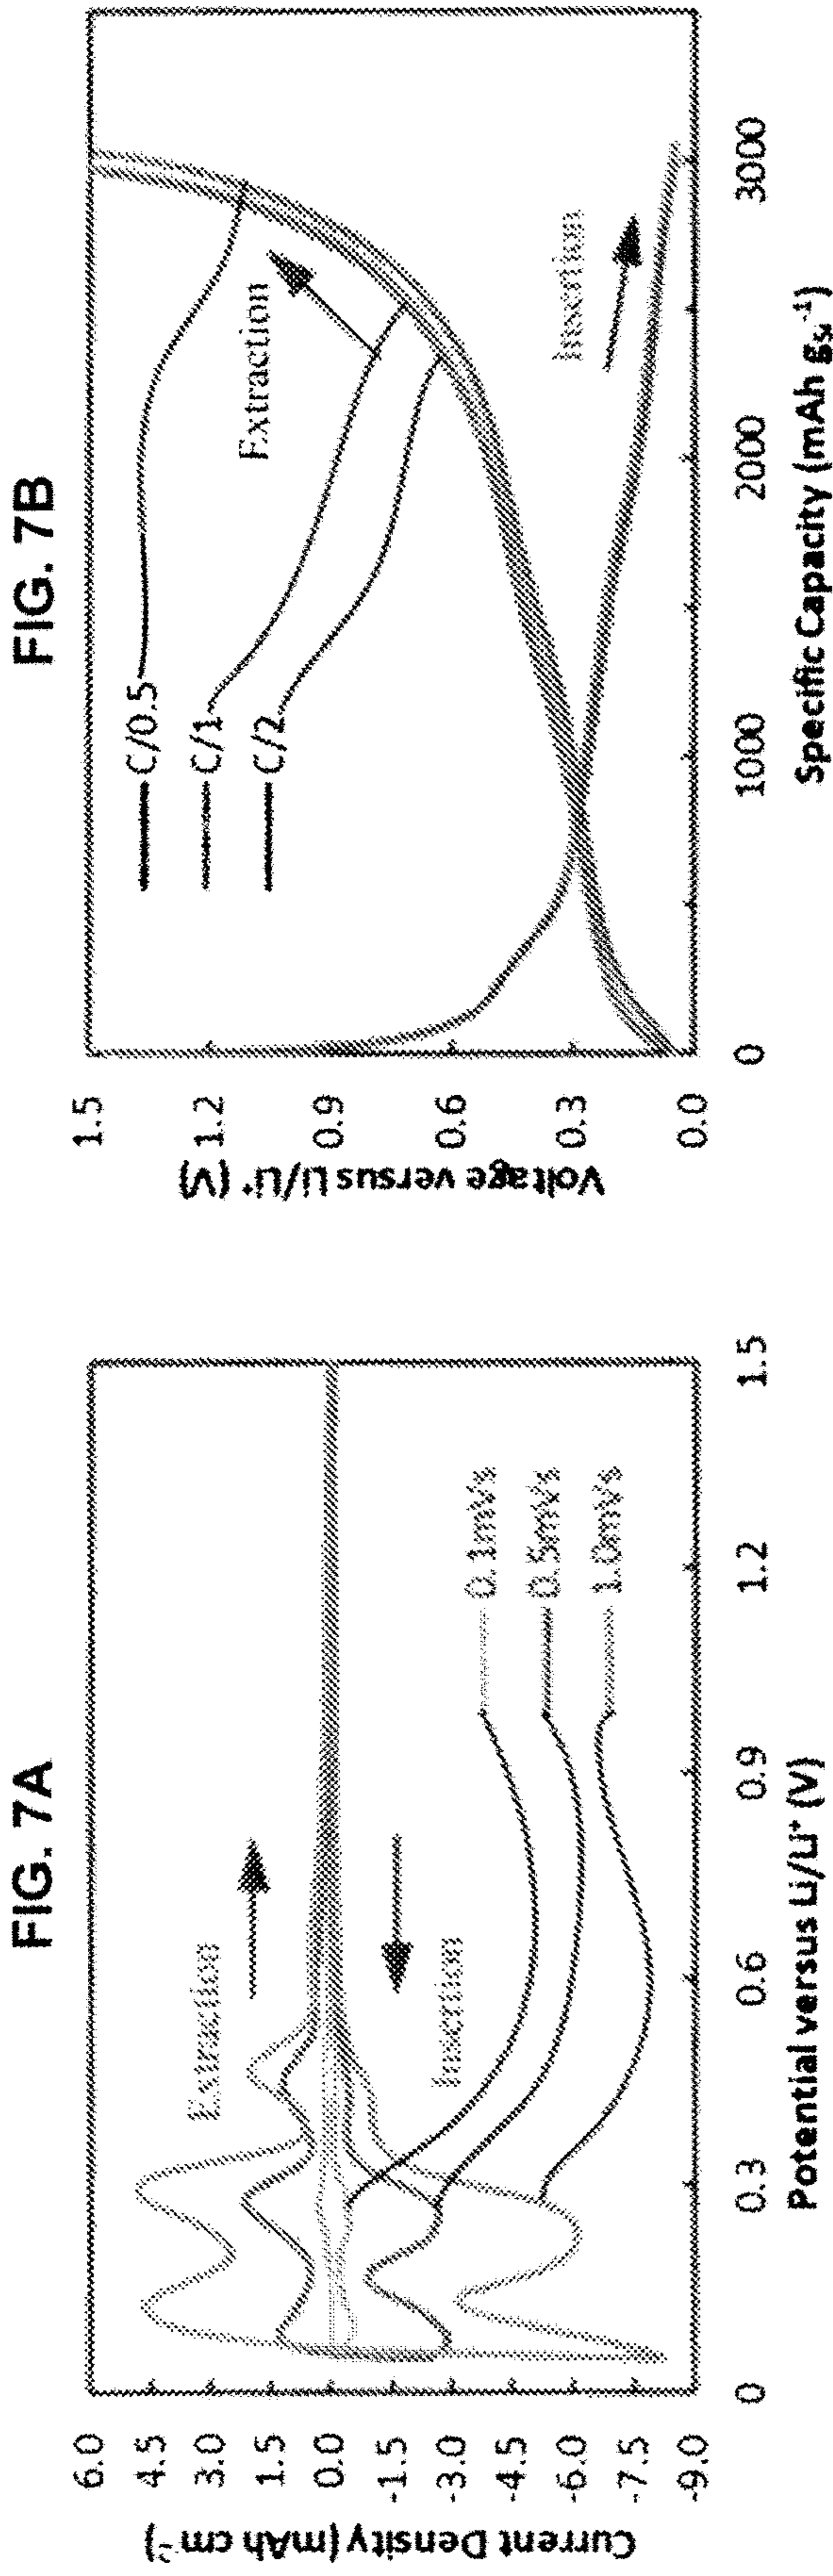 FIG. 7A
Current Density (mAh cm⁻²)
6.0
4.5
3.0
1.5
0.0
-1.5
-3.0
-4.5
-6.0
-7.5
-9.0
Extraction
Insertion
0.1mVs
0.5mVs
1.0mVs
0
0.3
0.6
0.9
1.2
1.5
Potential versus Li/Li⁺ (V)
FIG. 7B
Voltage versus Li/Li⁺ (V)
1.5
1.2
0.9
0.6
0.3
0.0
C/0.5
C/1
C/2
Extraction
Insertion
0
1000
2000
3000
Specific Capacity (mAh gSi⁻¹)